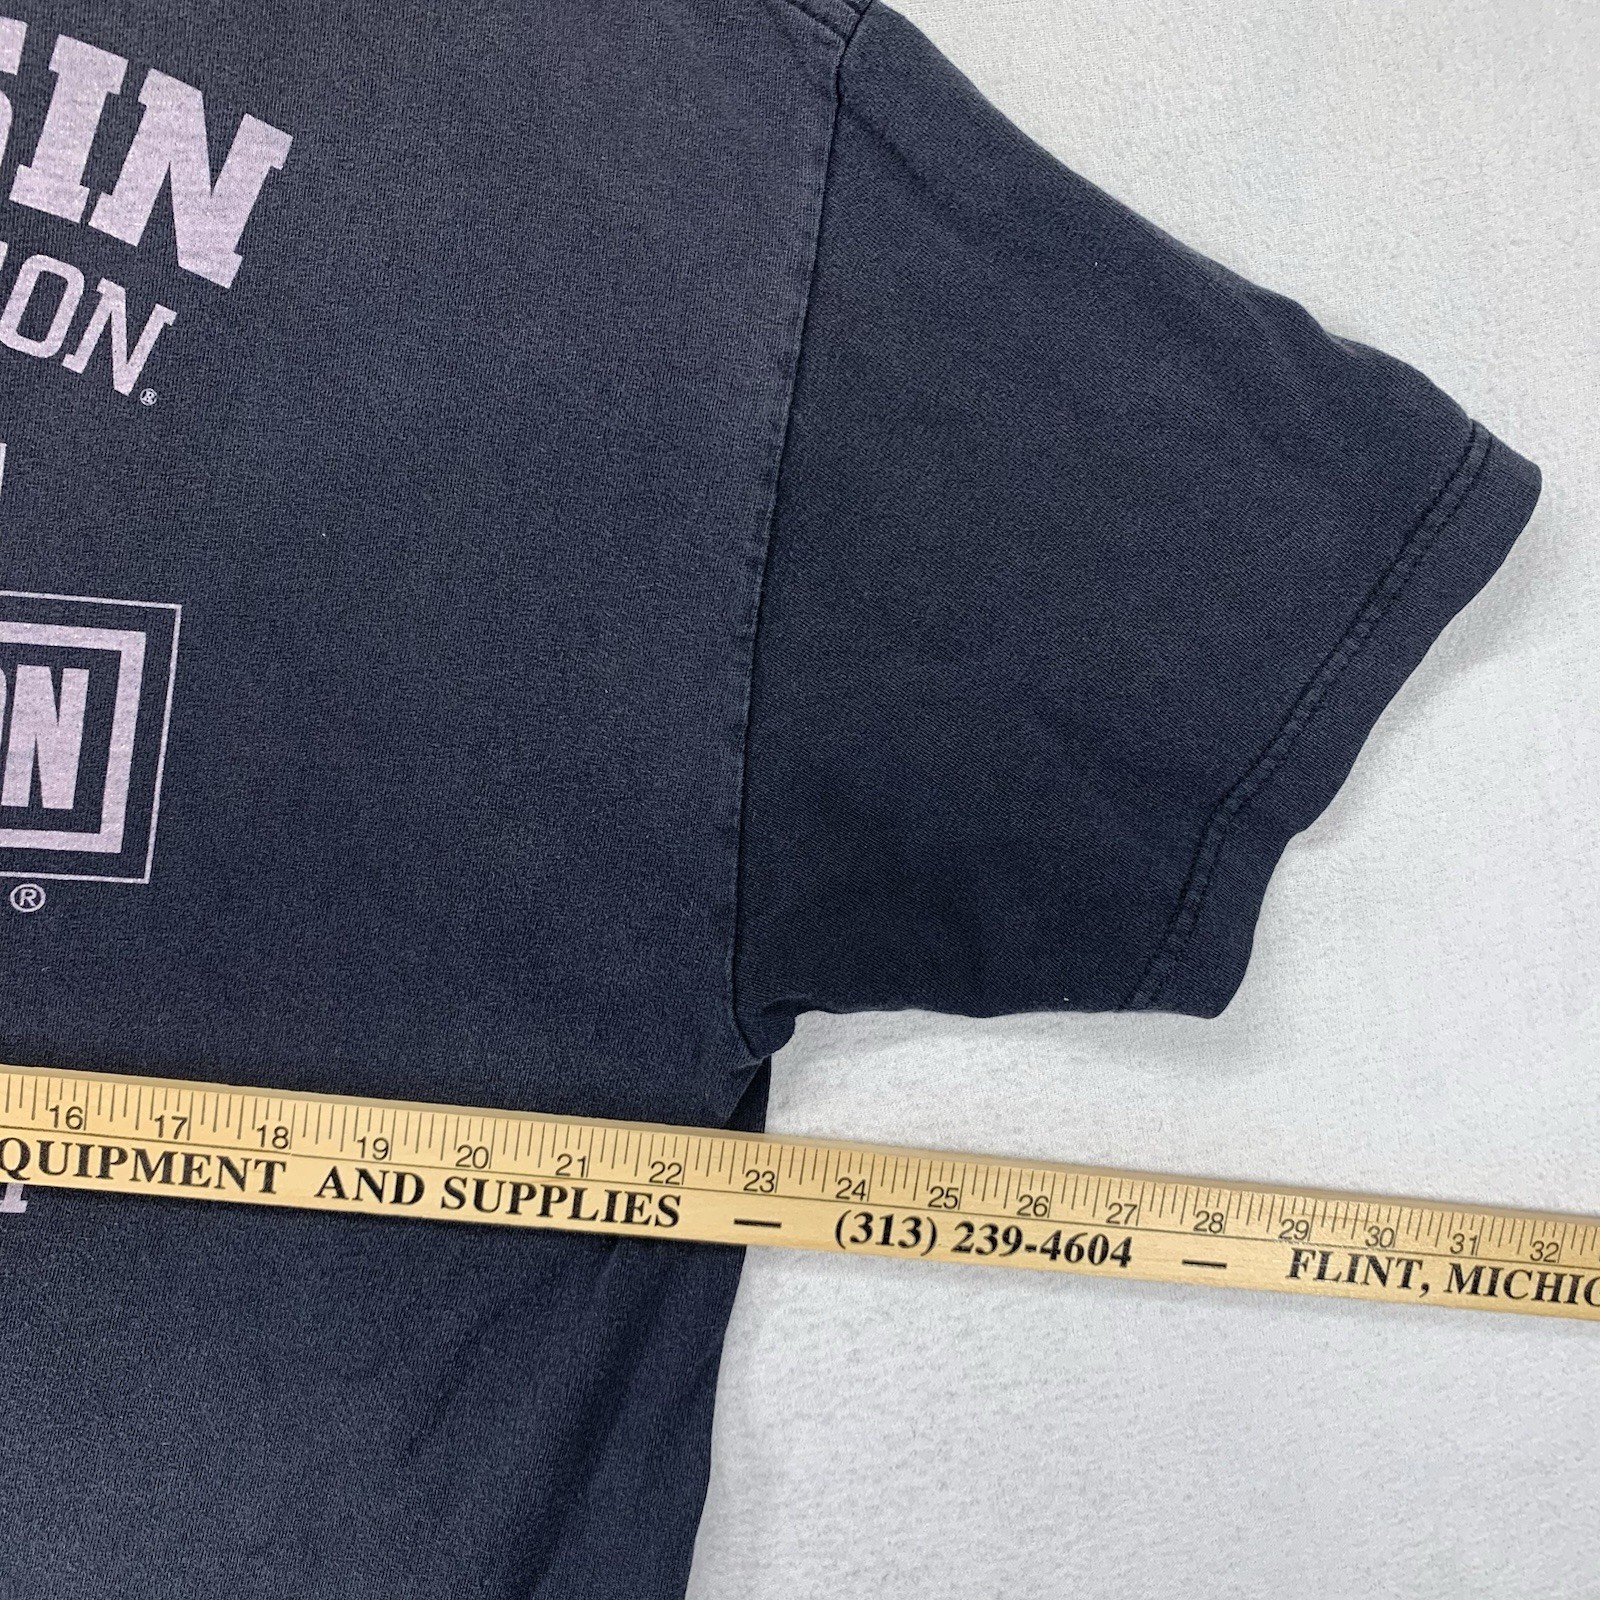 SIN
ION®
ON
®
16 17 18 19 20 21 22 23 24 25 26 27 28 29 30 31 32
QUIPMENT AND SUPPLIES — (313) 239-4604 — FLINT, MICHIG